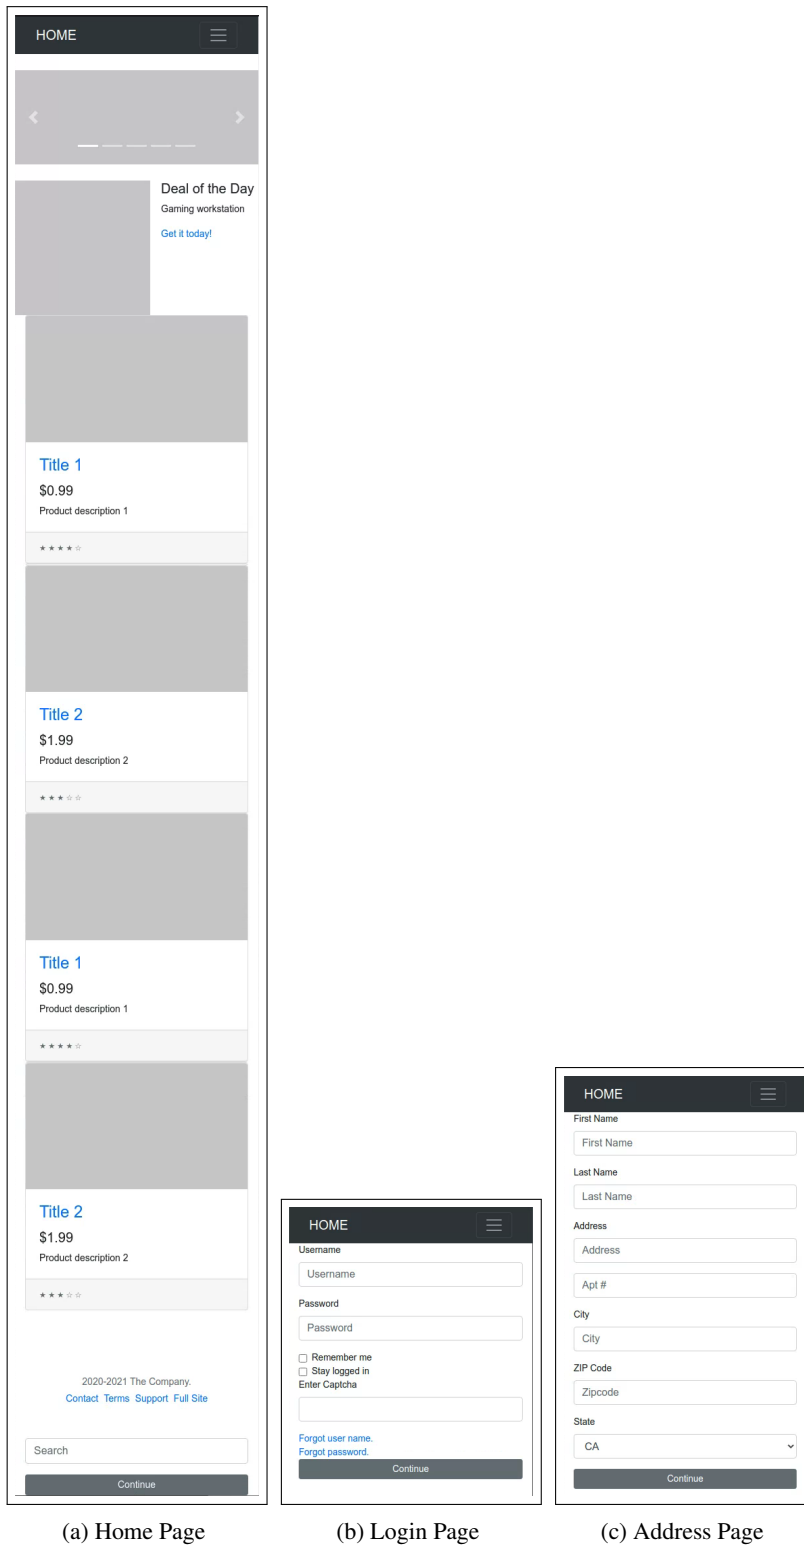 HOME
Deal of the Day
Gaming workstation
Get it today!
Title 1
$0.99
Product description 1
★ ★ ★ ★ ☆
Title 2
$1.99
Product description 2
★ ★ ★ ☆ ☆
Title 1
$0.99
Product description 1
★ ★ ★ ★ ☆
Title 2
$1.99
Product description 2
★ ★ ★ ☆ ☆
2020-2021 The Company.
Contact Terms Support Full Site
Search
Continue
(a) Home Page
HOME
Username
Username
Password
Password
Remember me
Stay logged in
Enter Captcha
Forgot user name.
Forgot password.
Continue
(b) Login Page
HOME
First Name
First Name
Last Name
Last Name
Address
Address
Apt #
City
City
ZIP Code
Zipcode
State
CA
Continue
(c) Address Page